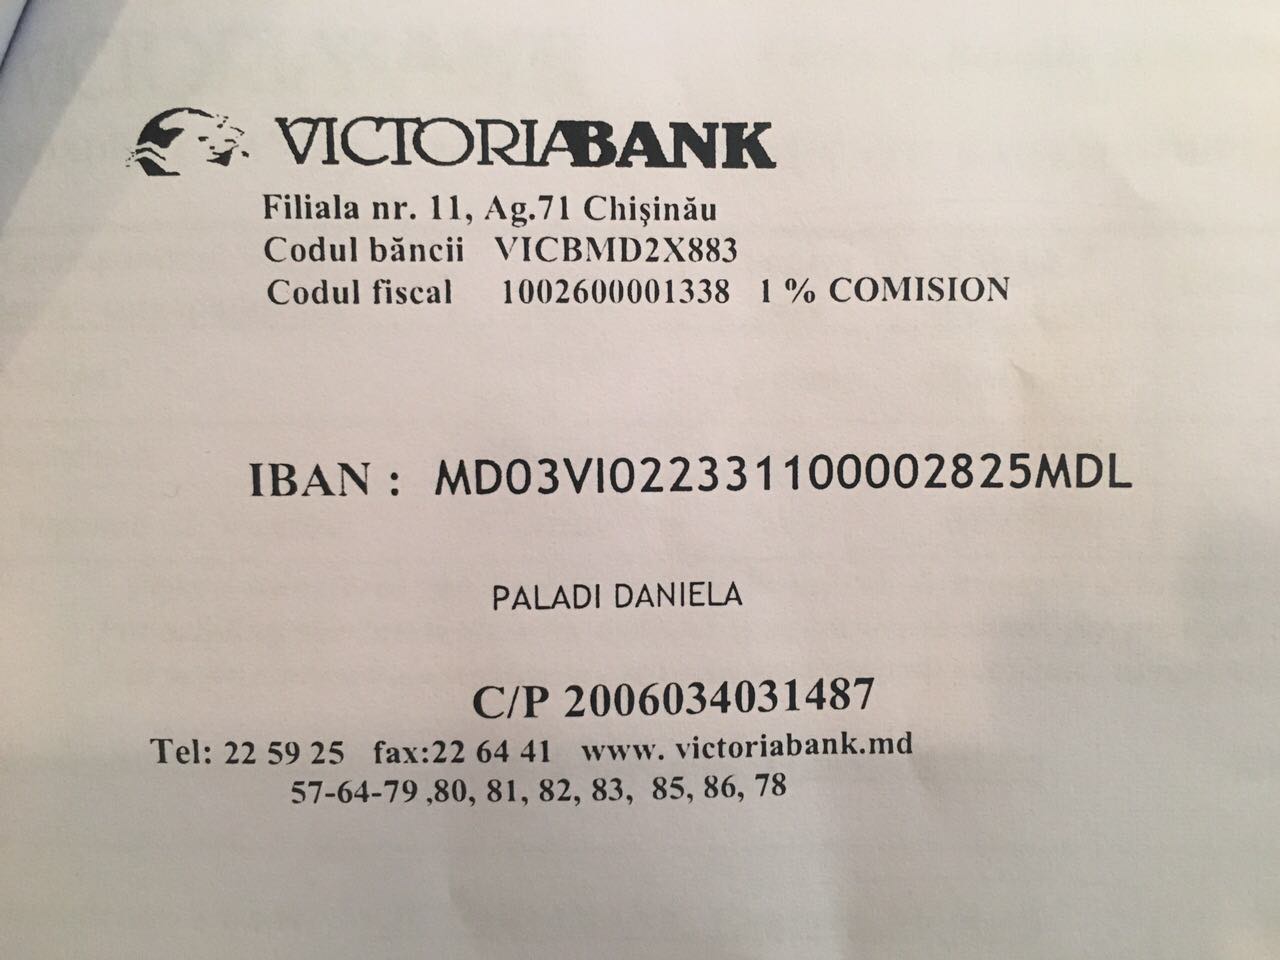 VICTORIABANK
Filiala nr. 11, Ag.71 Chişinău
Codul băncii VICBMD2X883
Codul fiscal 1002600001338 1 % COMISION
IBAN : MD03VI022331100002825MDL
PALADI DANIELA
C/P 2006034031487
Tel: 22 59 25 fax:22 64 41 www. victoriabank.md
57-64-79 ,80, 81, 82, 83, 85, 86, 78